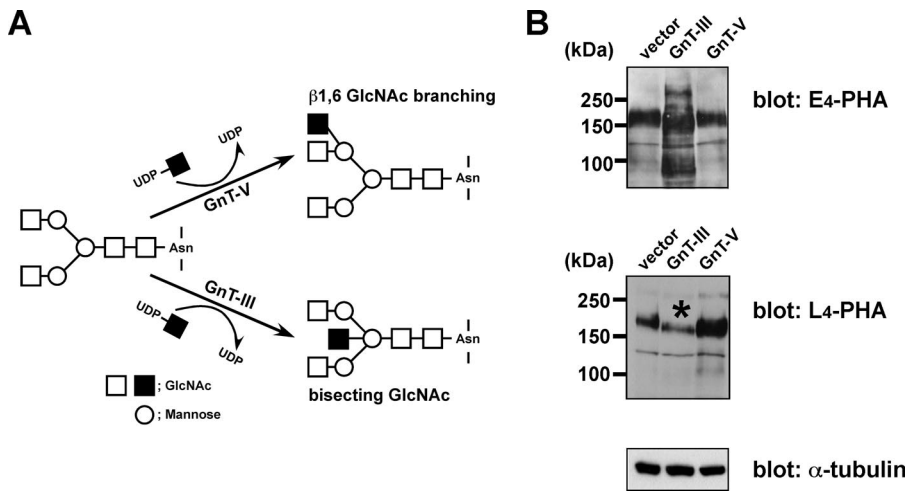 A
β1,6 GlcNAc branching
UDP
UDP
GnT-V
Asn
Asn
GnT-III
UDP
UDP
Asn
; GlcNAc
; Mannose
bisecting GlcNAc
B
(kDa)
vector
GnT-III
GnT-V
250
150
100
blot: E4-PHA
(kDa)
vector
GnT-III
GnT-V
250
150
100
*
blot: L4-PHA
blot: α-tubulin